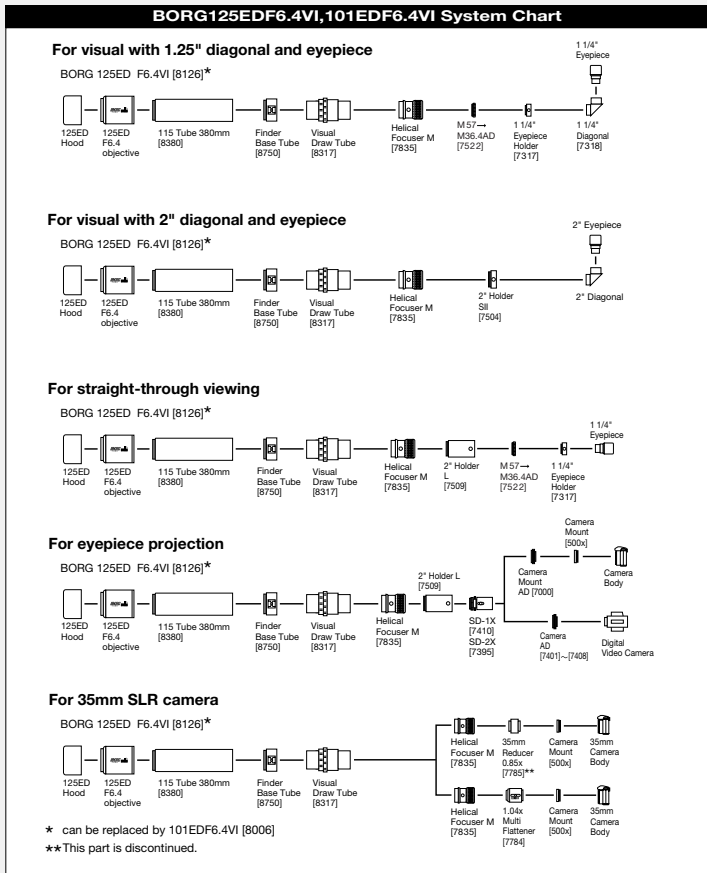 BORG125EDF6.4VI,101EDF6.4VI System Chart
For visual with 1.25" diagonal and eyepiece
BORG 125ED F6.4VI [8126]*
1 1/4"
Eyepiece
125ED
Hood
125ED
F6.4
objective
115 Tube 380mm
[8380]
Finder
Base Tube
[8750]
Visual
Draw Tube
[8317]
Helical
Focuser M
[7835]
M57→
M36.4AD
[7522]
1 1/4"
Eyepiece
Holder
[7317]
1 1/4"
Diagonal
[7318]
For visual with 2" diagonal and eyepiece
BORG 125ED F6.4VI [8126]*
2" Eyepiece
125ED
Hood
125ED
F6.4
objective
115 Tube 380mm
[8380]
Finder
Base Tube
[8750]
Visual
Draw Tube
[8317]
Helical
Focuser M
[7835]
2" Holder
SII
[7504]
2" Diagonal
For straight-through viewing
BORG 125ED F6.4VI [8126]*
1 1/4"
Eyepiece
125ED
Hood
125ED
F6.4
objective
115 Tube 380mm
[8380]
Finder
Base Tube
[8750]
Visual
Draw Tube
[8317]
Helical
Focuser M
[7835]
2" Holder
L
[7509]
M57→
M36.4AD
[7522]
1 1/4"
Eyepiece
Holder
[7317]
For eyepiece projection
BORG 125ED F6.4VI [8126]*
125ED
Hood
125ED
F6.4
objective
115 Tube 380mm
[8380]
Finder
Base Tube
[8750]
Visual
Draw Tube
[8317]
Helical
Focuser M
[7835]
2" Holder L
[7509]
SD-1X
[7410]
SD-2X
[7395]
Camera
Mount
AD [7000]
Camera
Mount
[500x]
Camera
Body
Camera
AD
[7401]~[7408]
Digital
Video Camera
For 35mm SLR camera
BORG 125ED F6.4VI [8126]*
125ED
Hood
125ED
F6.4
objective
115 Tube 380mm
[8380]
Finder
Base Tube
[8750]
Visual
Draw Tube
[8317]
Helical
Focuser M
[7835]
35mm
Reducer
0.85x
[7785]**
Camera
Mount
[500x]
35mm
Camera
Body
Helical
Focuser M
[7835]
1.04x
Multi
Flattener
[7784]
Camera
Mount
[500x]
35mm
Camera
Body
* can be replaced by 101EDF6.4VI [8006]
**This part is discontinued.